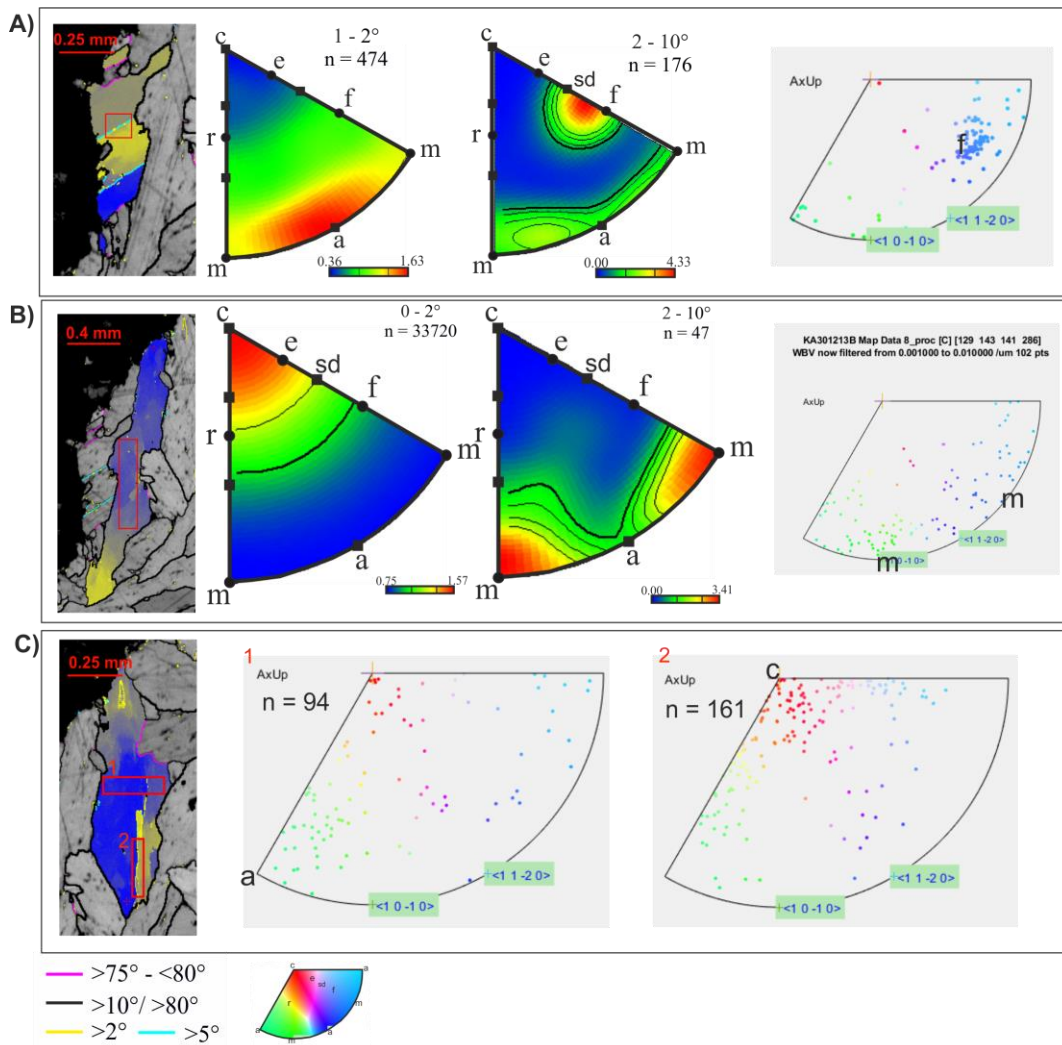 A)
0.25 mm
c
e
f
m
r
a
m
1 - 2°
n = 474
0.36
1.63
c
e
sd
f
m
r
a
m
2 - 10°
n = 176
0.00
4.33
AxUp
f
<1 1 -2 0>
<1 0 -1 0>
B)
0.4 mm
c
e
sd
f
m
r
a
m
0 - 2°
n = 33720
0.75
1.57
c
e
sd
f
m
r
a
m
2 - 10°
n = 47
0.00
3.41
KA301213B Map Data 8_proc [C] [129 143 141 286]
WBV now filtered from 0.001000 to 0.010000 /um 102 pts
AxUp
m
<1 1 -2 0>
m
C)
0.25 mm
1
2
1
AxUp
n = 94
a
<1 1 -2 0>
<1 0 -1 0>
2
AxUp
c
n = 161
<1 1 -2 0>
<1 0 -1 0>
>75° - <80°
>10°/ >80°
>2°
>5°
c
a
e
sd
f
r
m
a
a
m